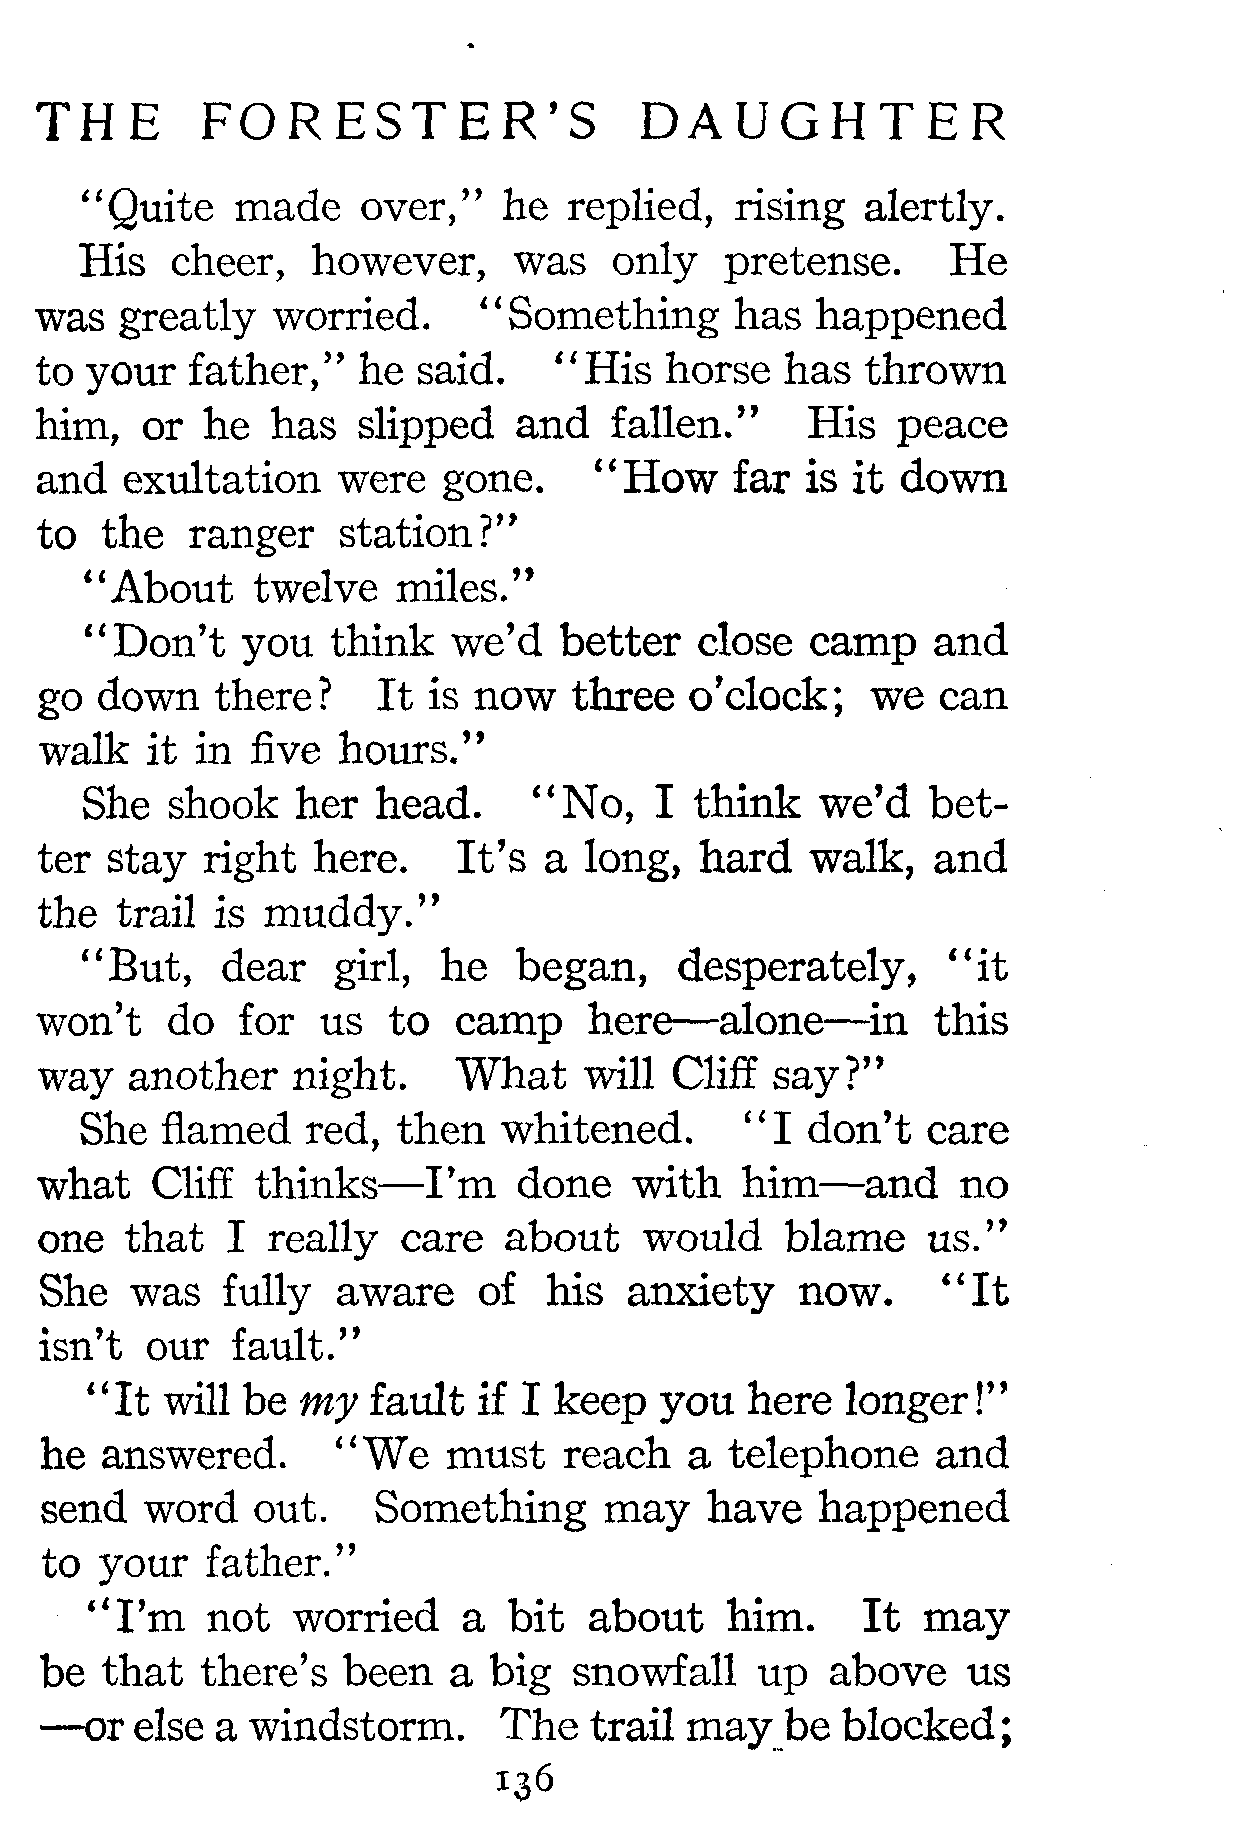 THE FORESTER'S DAUGHTER
"Quite made over," he replied, rising alertly.
His cheer, however, was only pretense. He
was greatly worried. "Something has happened
to your father," he said. "His horse has thrown
him, or he has slipped and fallen." His peace
and exultation were gone. "How far is it down
to the ranger station?"
"About twelve miles."
"Don't you think we'd better close camp and
go down there? It is now three o'clock; we can
walk it in five hours."
She shook her head. "No, I think we'd bet-
ter stay right here. It's a long, hard walk, and
the trail is muddy."
"But, dear girl, he began, desperately, "it
won't do for us to camp here—alone—in this
way another night. What will Cliff say?"
She flamed red, then whitened. "I don't care
what Cliff thinks—I'm done with him—and no
one that I really care about would blame us."
She was fully aware of his anxiety now. "It
isn't our fault."
"It will be my fault if I keep you here longer!"
he answered. "We must reach a telephone and
send word out. Something may have happened
to your father."
"I'm not worried a bit about him. It may
be that there's been a big snowfall up above us
—or else a windstorm. The trail may be blocked;
136